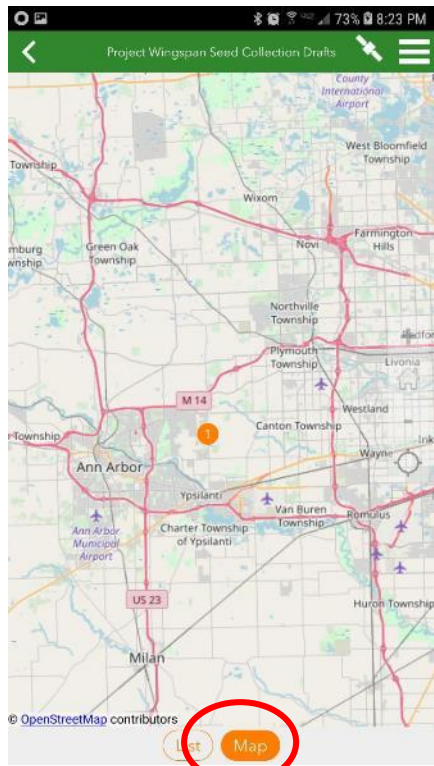 73% 8:23 PM
Project Wingspan Seed Collection Drafts
County
International
Airport
West Bloomfield
Township
Township
Wixom
Farmington
Hills
Novi
Green Oak
Township
mburg
wnship
Northville
Township
Plymouth
Township
Livonia
M 14
Westland
1
Canton Township
Township
Ink
Wayne
Ann Arbor
Ypsilanti
Van Buren
Township
Romulus
Ann Arbor
Municipal
Airport
Charter Township
of Ypsilanti
US 23
Huron Township
Milan
© OpenStreetMap contributors
List Map